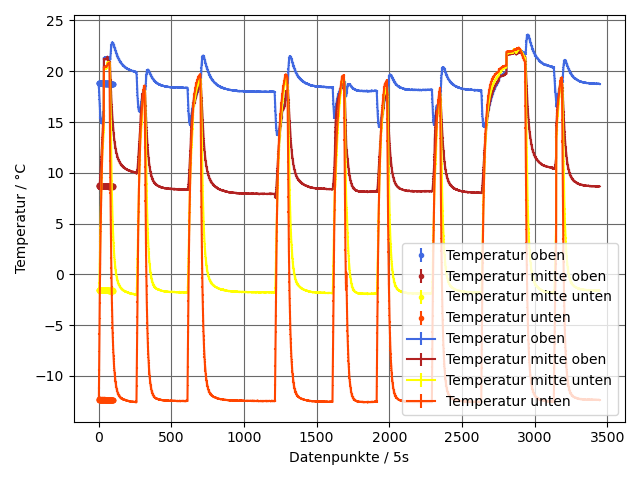 25
20
15
10
5
0
−5
−10
Temperatur / °C
0
500
1000
1500
2000
2500
3000
3500
Datenpunkte / 5s
Temperatur oben
Temperatur mitte oben
Temperatur mitte unten
Temperatur unten
Temperatur oben
Temperatur mitte oben
Temperatur mitte unten
Temperatur unten